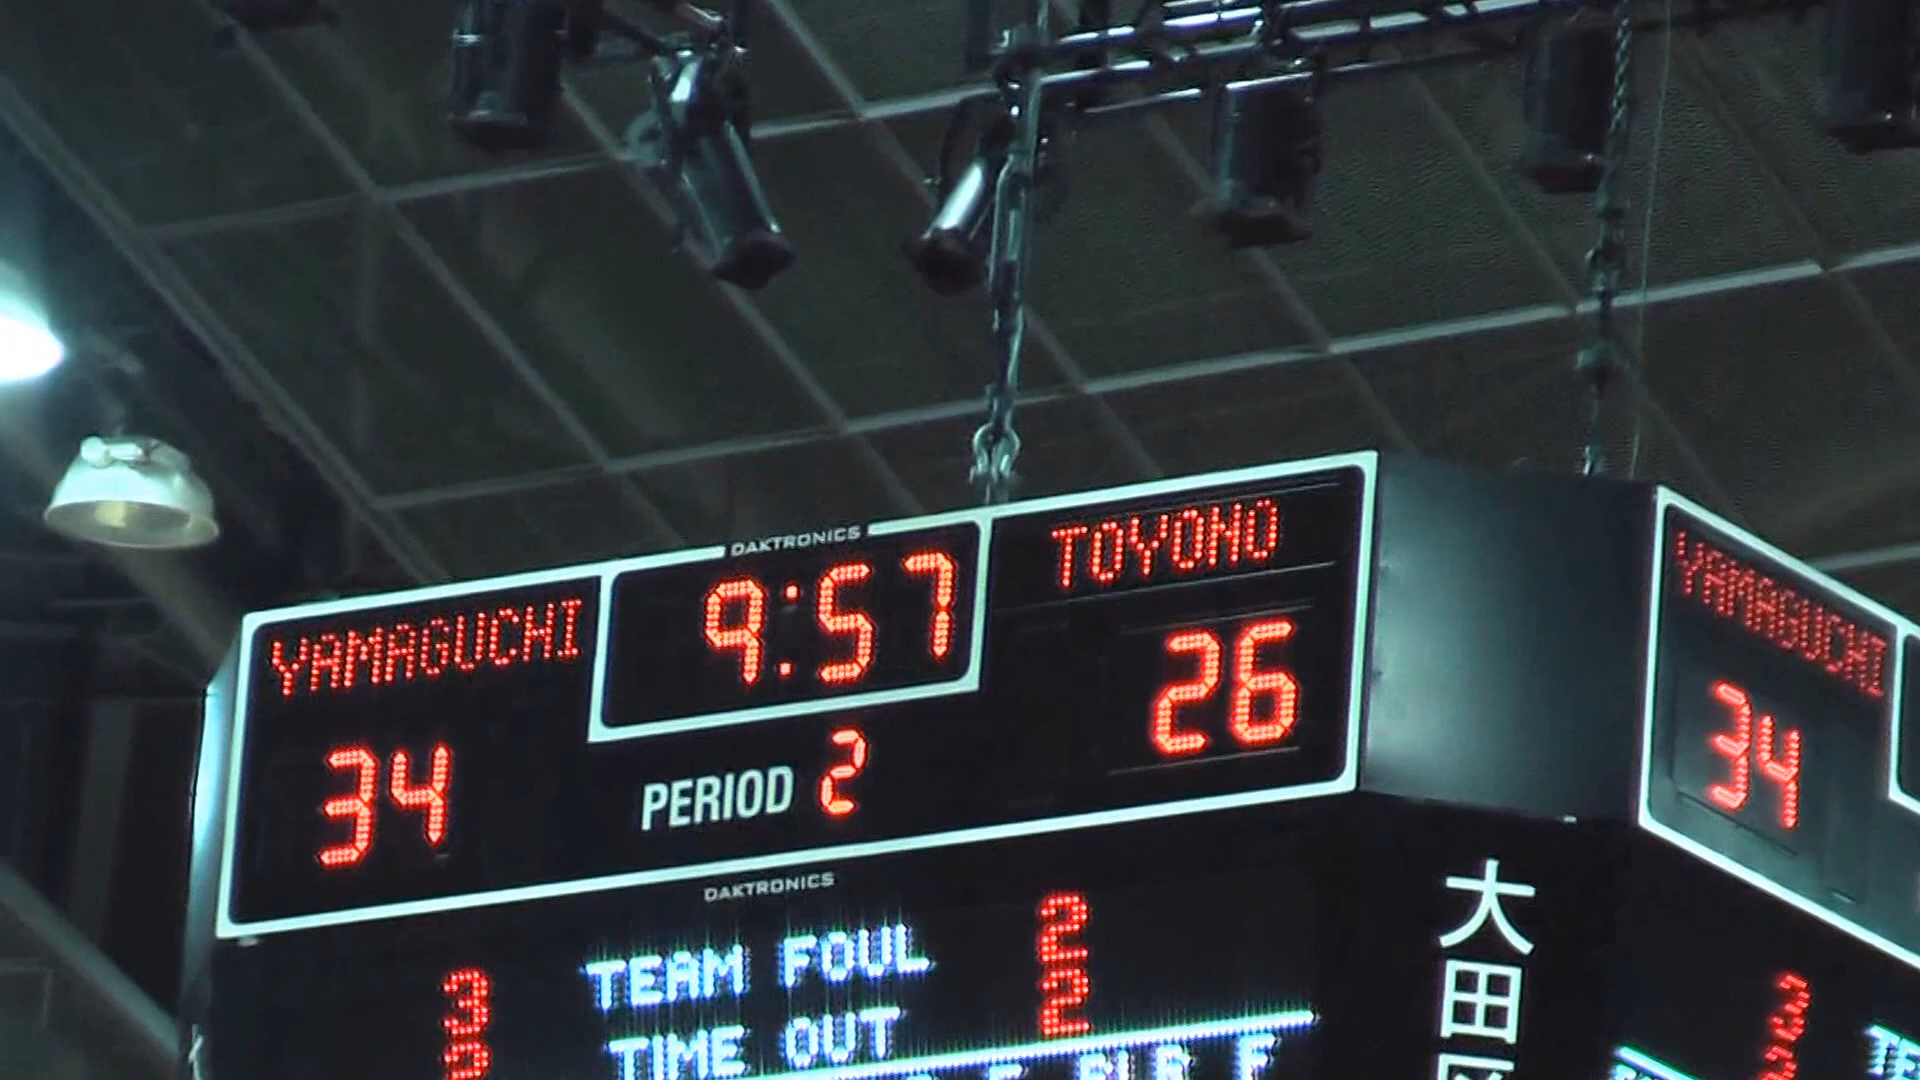 DAKTRONICS
YAMAGUCHI 9:57 TOYONO
34 PERIOD 2 26
DAKTRONICS
3 TEAM FOUL 2
TIME OUT 2
大田
YAMAGUCHI
34